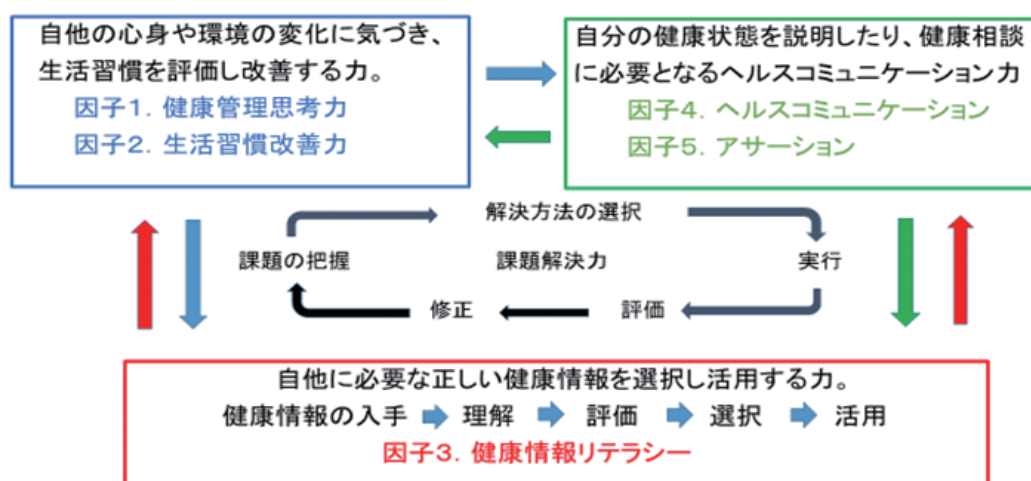 自他の心身や環境の変化に気づき、
生活習慣を評価し改善する力。
因子1. 健康管理思考力
因子2. 生活習慣改善力
自分の健康状態を説明したり、健康相談
に必要となるヘルスコミュニケーション力
因子4. ヘルスコミュニケーション
因子5. アサーション
解決方法の選択
課題の把握
課題解決力
実行
修正
評価
自他に必要な正しい健康情報を選択し活用する力。
健康情報の入手 理解 評価 選択 活用
因子3. 健康情報リテラシー